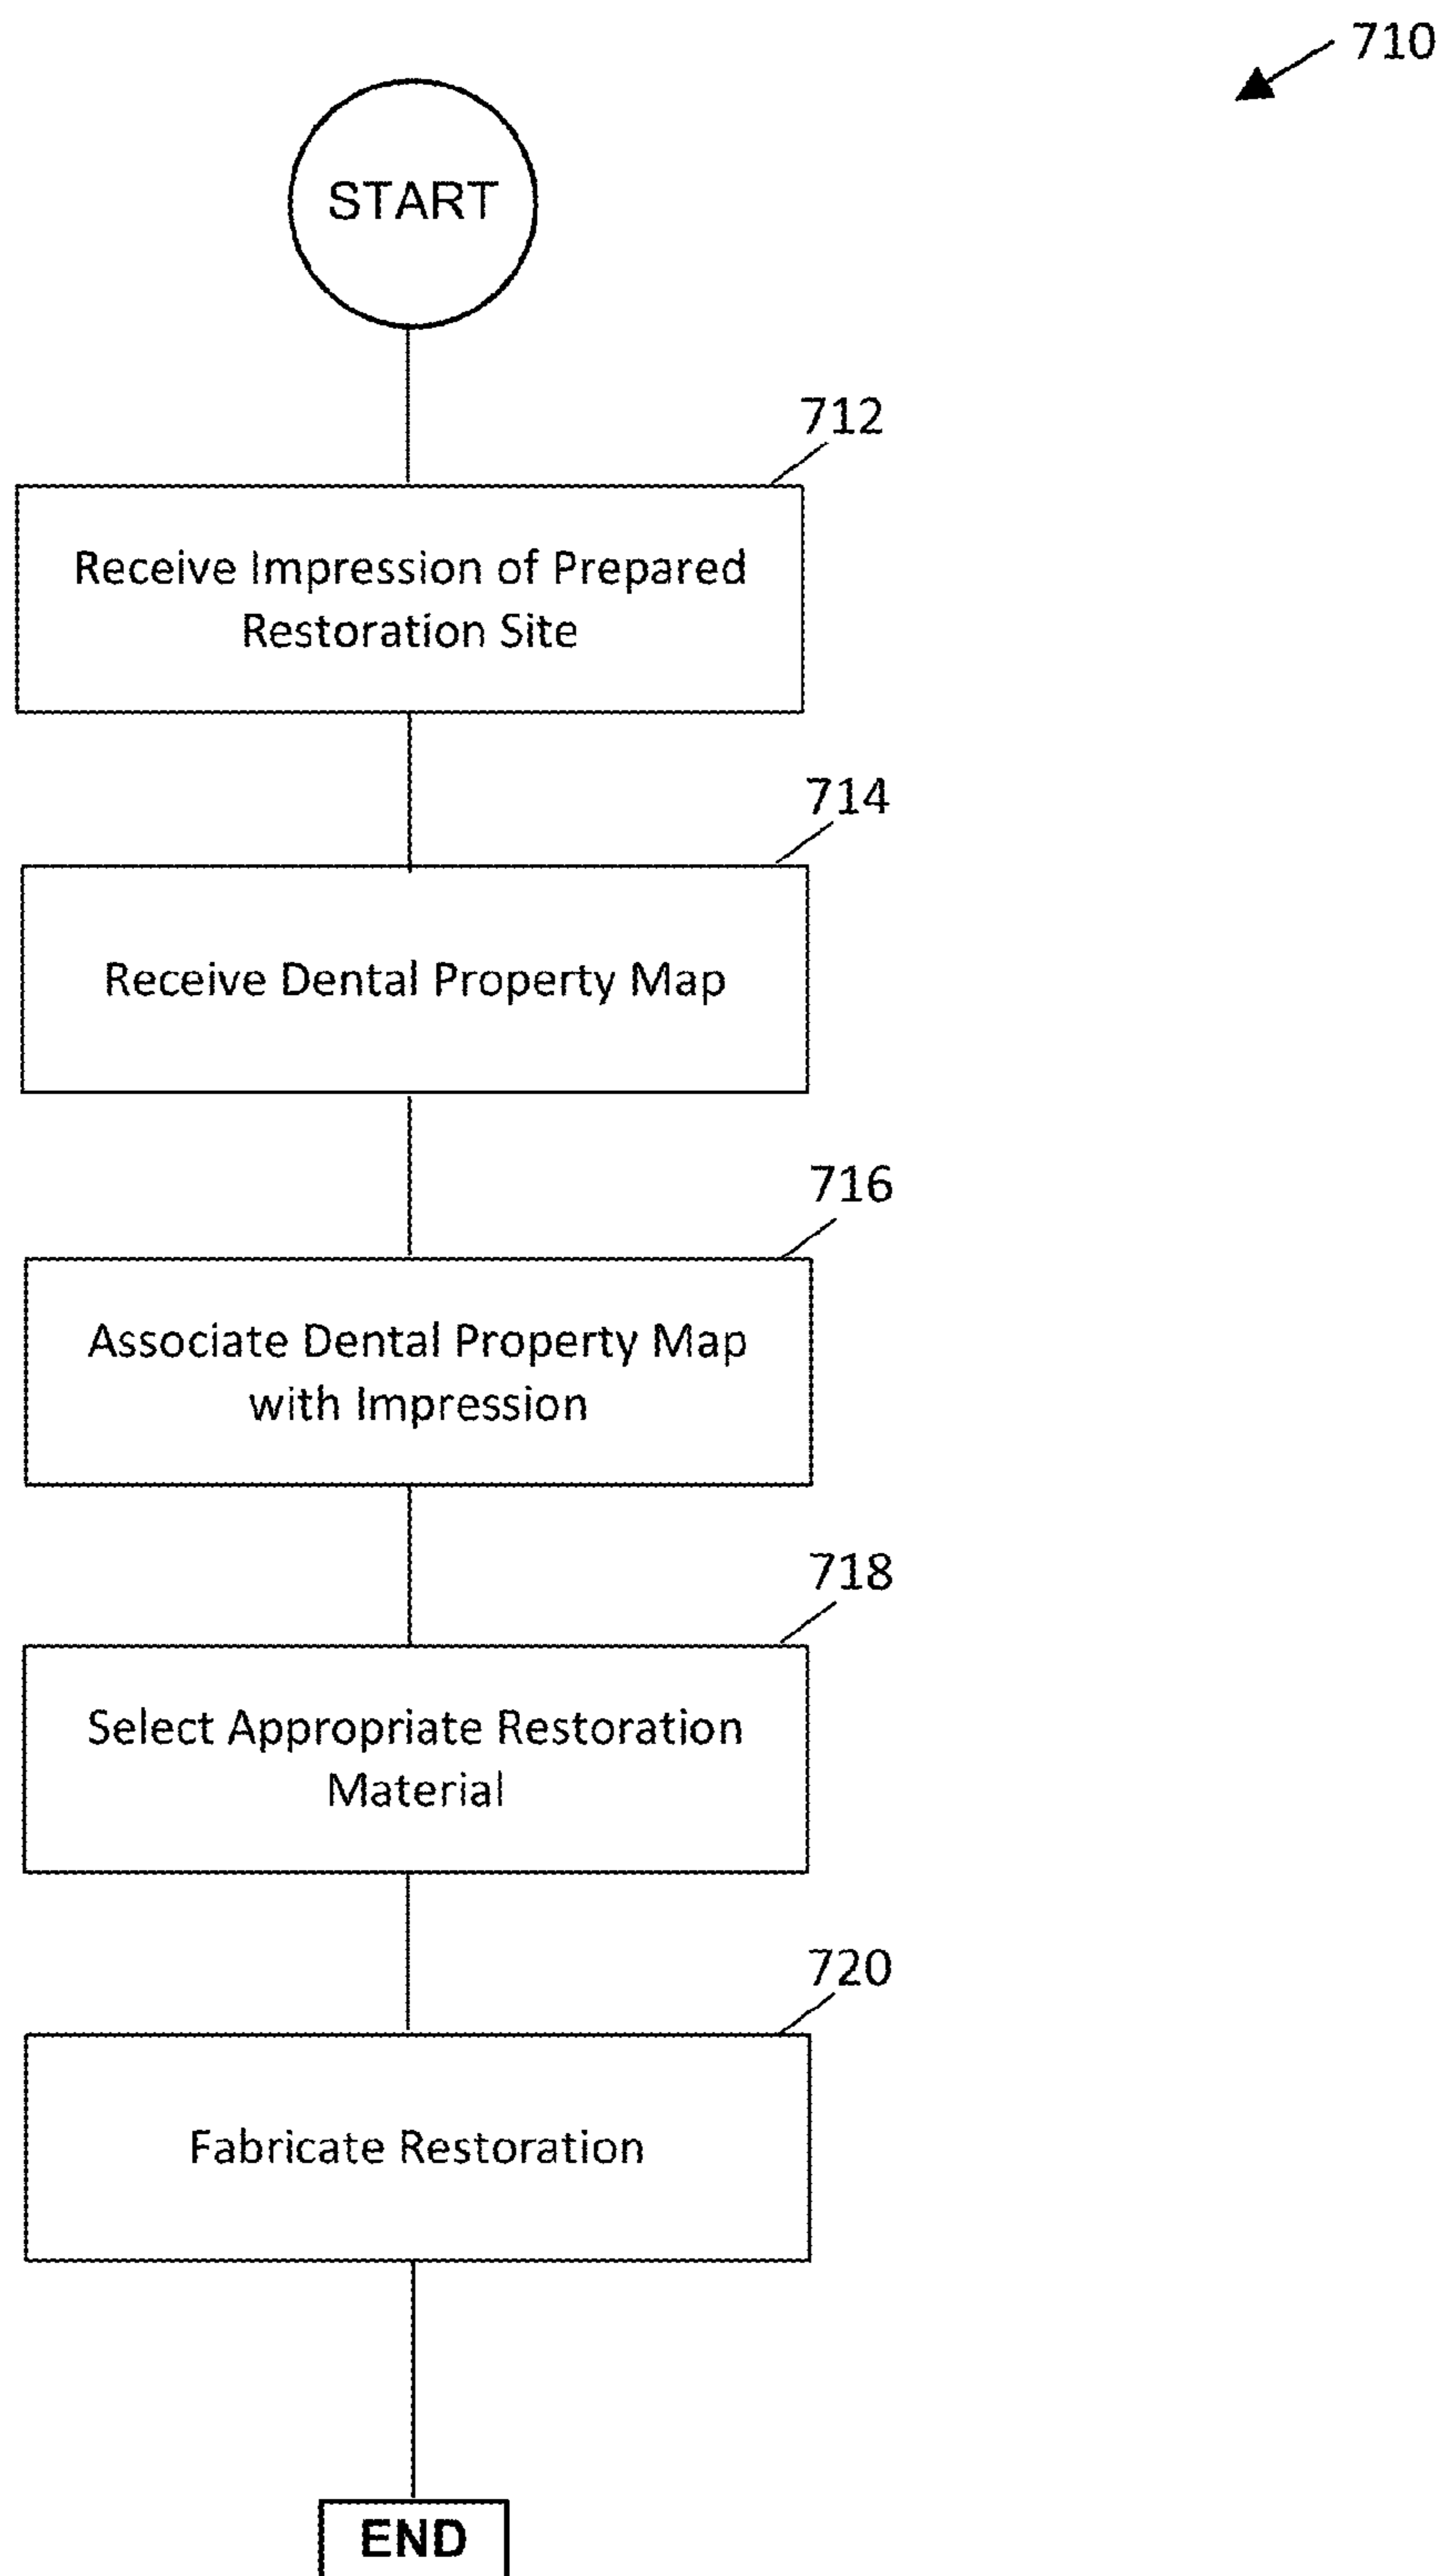 710
START
712
Receive Impression of Prepared
Restoration Site
714
Receive Dental Property Map
716
Associate Dental Property Map
with Impression
718
Select Appropriate Restoration
Material
720
Fabricate Restoration
END